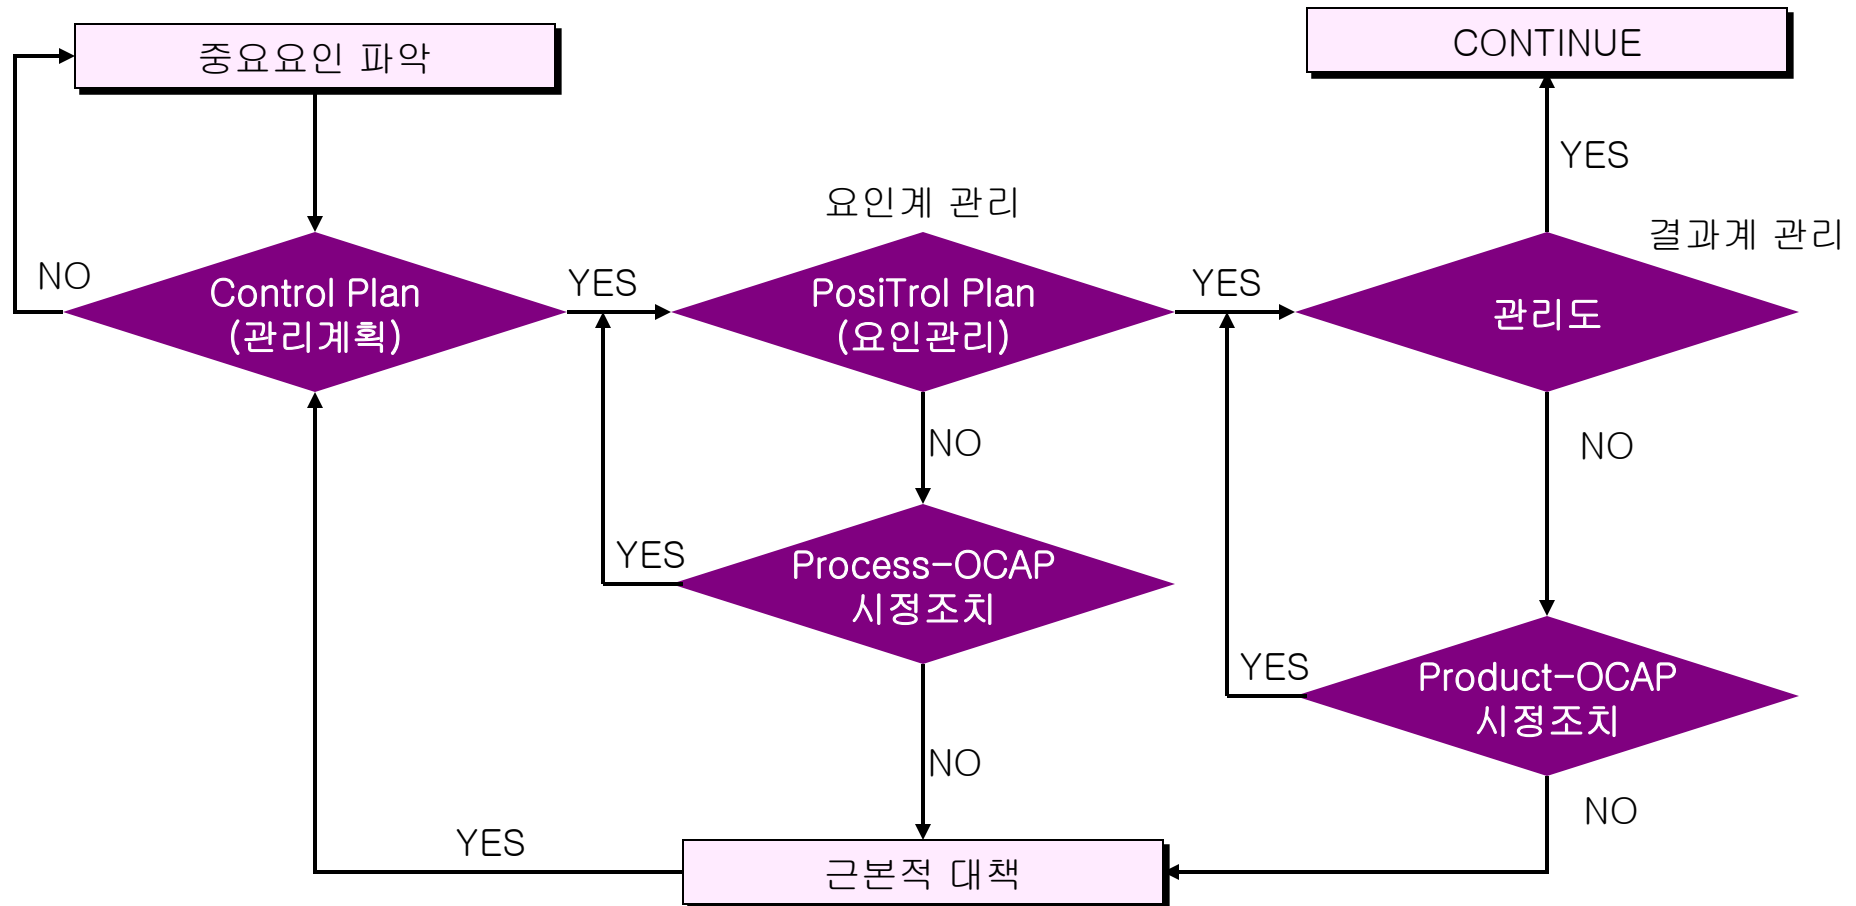 중요요인 파악
CONTINUE
YES
요인계 관리
결과계 관리
NO
Control Plan
(관리계획)
YES
PosiTrol Plan
(요인관리)
YES
관리도
NO
NO
YES
Process-OCAP
시정조치
YES
Product-OCAP
시정조치
NO
NO
YES
근본적 대책